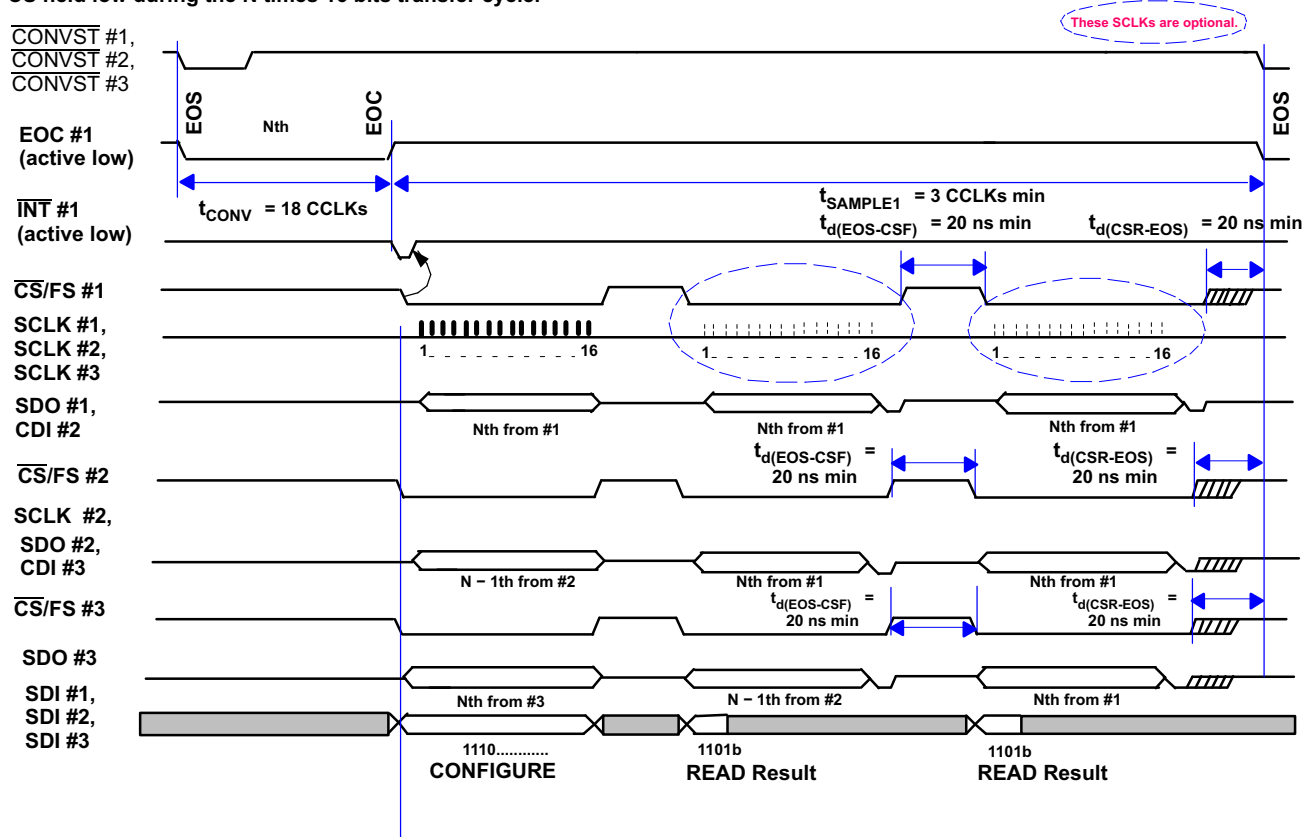 CS held low during the N times 16 bits transfer cycle.
These SCLKs are optional.
CONVST #1,
CONVST #2,
CONVST #3
EOS
Nth
EOC
EOS
EOC #1
(active low)
tCONV = 18 CCLKs
tSAMPLE1 = 3 CCLKs min
INT #1
(active low)
td(EOS-CSF) = 20 ns min
td(CSR-EOS) = 20 ns min
CS/FS #1
SCLK #1,
SCLK #2,
SCLK #3
1_ _ _ _ _ _ _ _ 16
1_ _ _ _ _ _ _ _ 16
1_ _ _ _ _ _ _ _ 16
SDO #1,
CDI #2
Nth from #1
Nth from #1
Nth from #1
td(EOS-CSF) =
20 ns min
td(CSR-EOS) =
20 ns min
CS/FS #2
SCLK #2,
SDO #2,
CDI #3
N − 1th from #2
Nth from #1
Nth from #1
td(EOS-CSF) =
20 ns min
td(CSR-EOS) =
20 ns min
CS/FS #3
SDO #3
Nth from #3
N − 1th from #2
Nth from #1
SDI #1,
SDI #2,
SDI #3
1110............
CONFIGURE
1101b
READ Result
1101b
READ Result